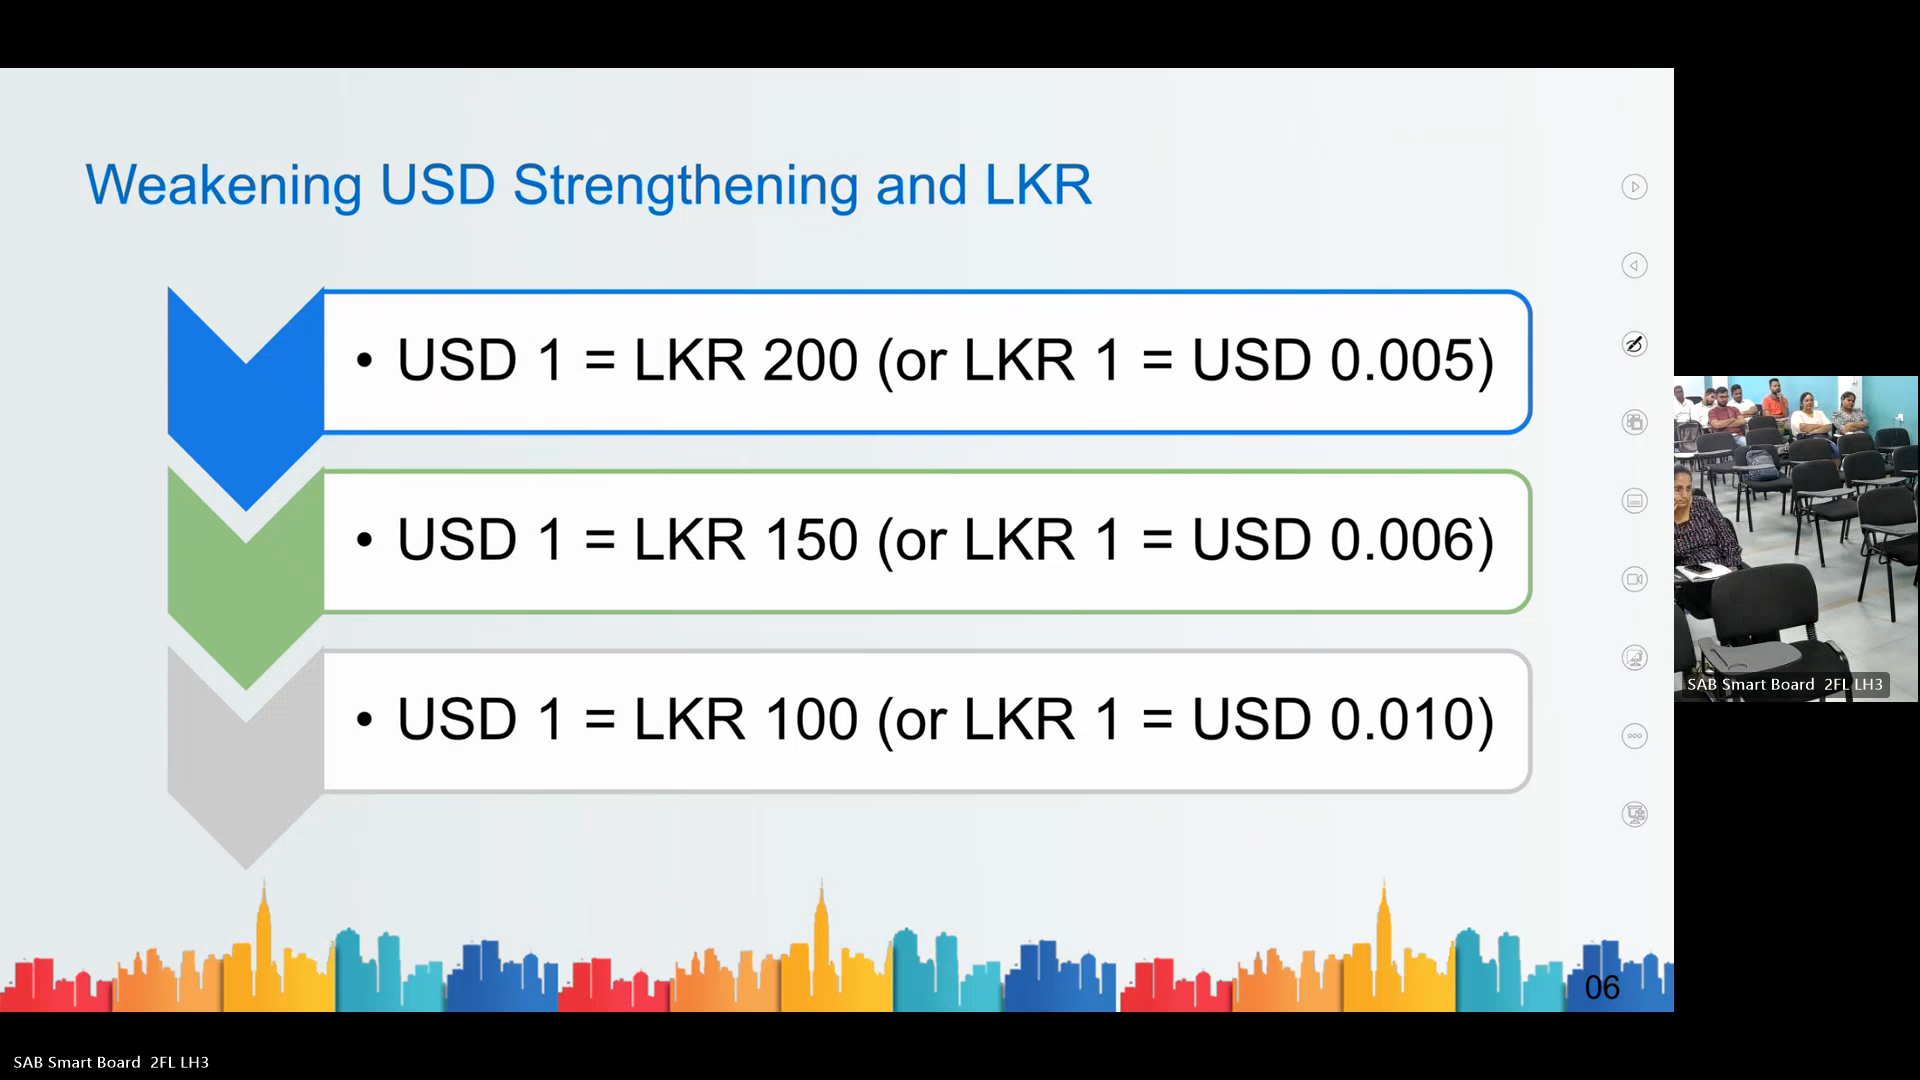 Weakening USD Strengthening and LKR
• USD 1 = LKR 200 (or LKR 1 = USD 0.005)
• USD 1 = LKR 150 (or LKR 1 = USD 0.006)
• USD 1 = LKR 100 (or LKR 1 = USD 0.010)
06
SAB Smart Board 2FL LH3
SAB Smart Board 2FL LH3